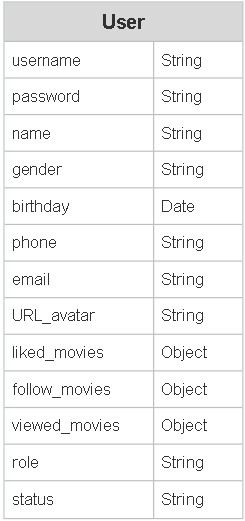 User
username String
password String
name String
gender String
birthday Date
phone String
email String
URL_avatar String
liked_movies Object
follow_movies Object
viewed_movies Object
role String
status String